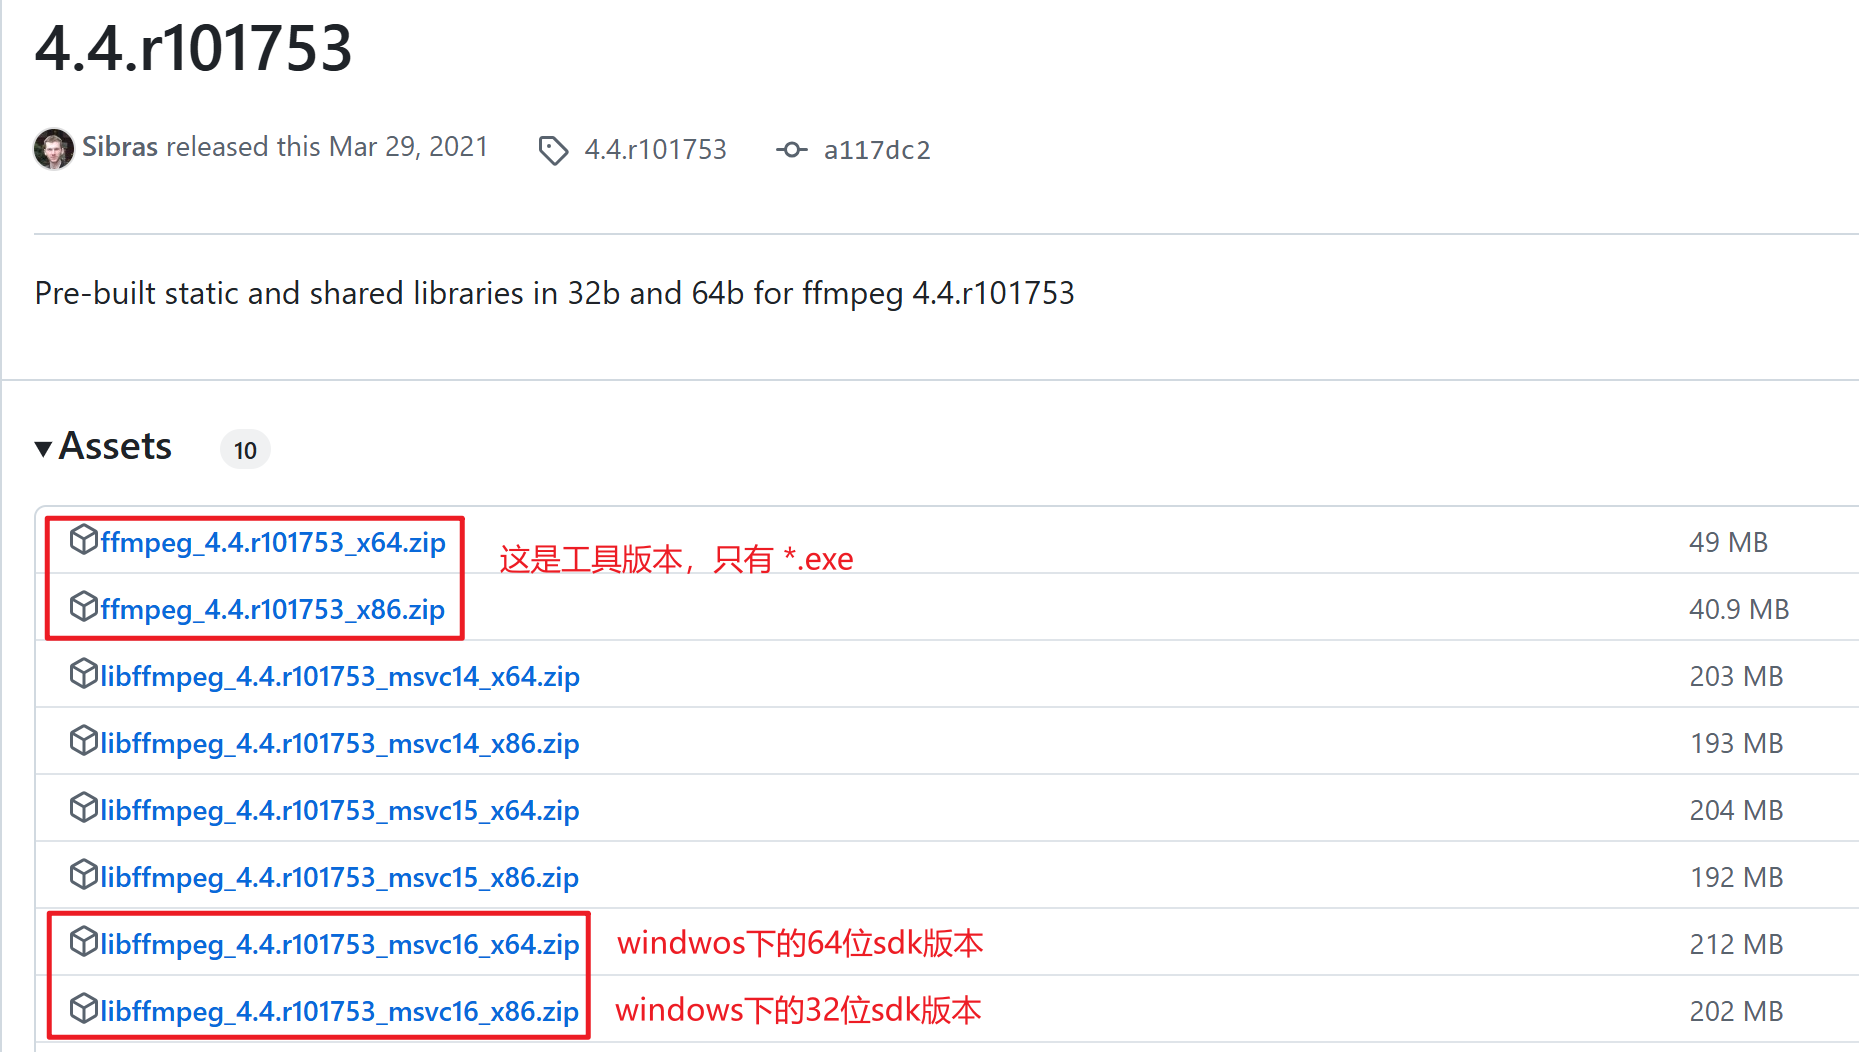 4.4.r101753
Sibras released this Mar 29, 2021 4.4.r101753 a117dc2
Pre-built static and shared libraries in 32b and 64b for ffmpeg 4.4.r101753
Assets 10
ffmpeg_4.4.r101753_x64.zip 这是工具版本，只有 *.exe 49 MB
ffmpeg_4.4.r101753_x86.zip 40.9 MB
libffmpeg_4.4.r101753_msvc14_x64.zip 203 MB
libffmpeg_4.4.r101753_msvc14_x86.zip 193 MB
libffmpeg_4.4.r101753_msvc15_x64.zip 204 MB
libffmpeg_4.4.r101753_msvc15_x86.zip 192 MB
libffmpeg_4.4.r101753_msvc16_x64.zip windwos下的64位sdk版本 212 MB
libffmpeg_4.4.r101753_msvc16_x86.zip windows下的32位sdk版本 202 MB